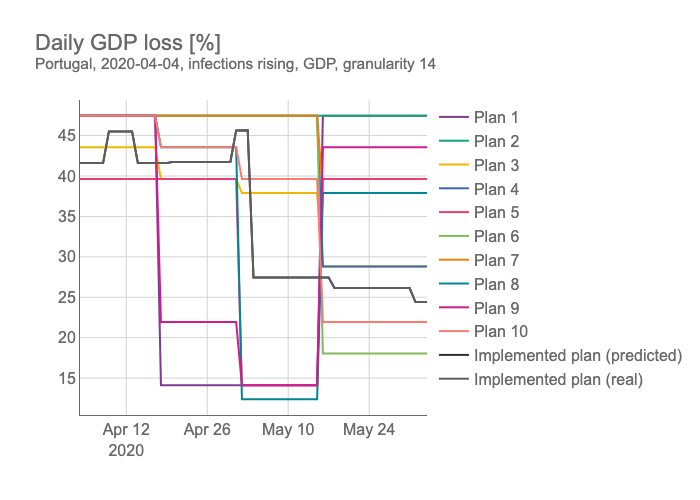 Daily GDP loss [%]
Portugal, 2020-04-04, infections rising, GDP, granularity 14
45
40
35
30
25
20
15
Apr 12
2020
Apr 26
May 10
May 24
Plan 1
Plan 2
Plan 3
Plan 4
Plan 5
Plan 6
Plan 7
Plan 8
Plan 9
Plan 10
Implemented plan (predicted)
Implemented plan (real)